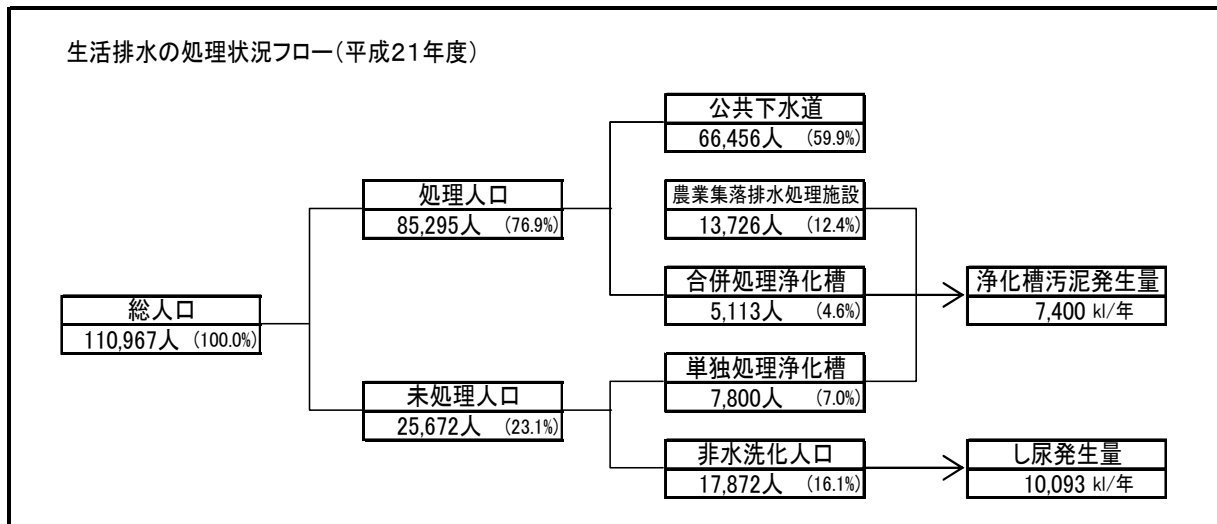 生活排水の処理状況フロー(平成21年度)
公共下水道
66,456人 (59.9%)
処理人口
85,295人 (76.9%)
農業集落排水処理施設
13,726人 (12.4%)
合併処理浄化槽
5,113人 (4.6%)
浄化槽汚泥発生量
7,400 kl/年
総人口
110,967人 (100.0%)
単独処理浄化槽
7,800人 (7.0%)
未処理人口
25,672人 (23.1%)
非水洗化人口
17,872人 (16.1%)
し尿発生量
10,093 kl/年